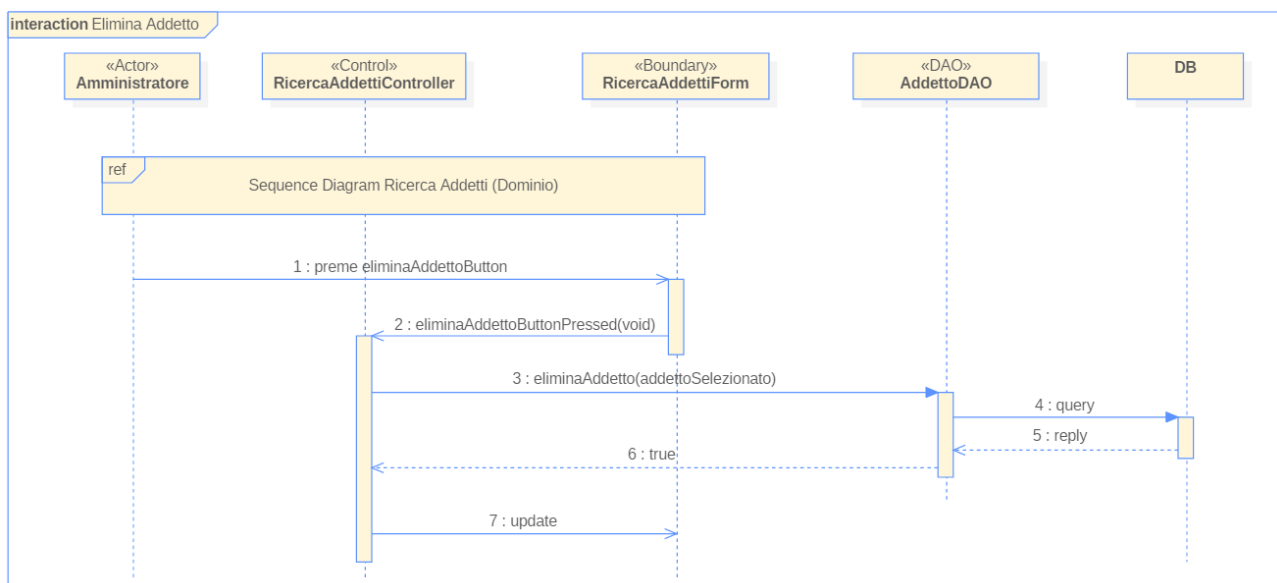 interaction Elimina Addetto
«Actor»
Amministratore
«Control»
RicercaAddettiController
«Boundary»
RicercaAddettiForm
«DAO»
AddettoDAO
DB
ref
Sequence Diagram Ricerca Addetti (Dominio)
1 : preme eliminaAddettoButton
2 : eliminaAddettoButtonPressed(void)
3 : eliminaAddetto(addettoSelezionato)
4 : query
5 : reply
6 : true
7 : update